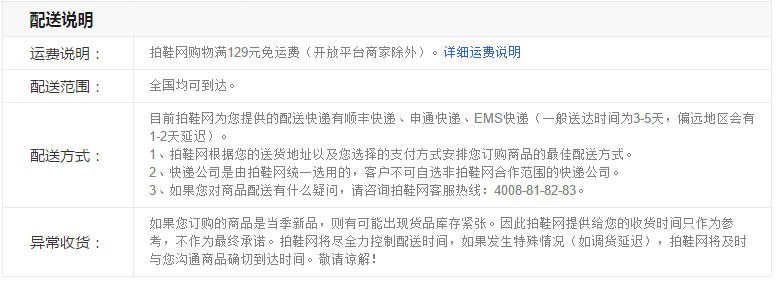 配送说明
运费说明：
拍鞋网购物满129元免运费（开放平台商家除外）。详细运费说明
配送范围：
全国均可到达。
配送方式：
目前拍鞋网为您提供的配送快递有顺丰快递、申通快递、EMS快递（一般送达时间为3-5天，偏远地区会有
1-2天延迟）。
1、拍鞋网根据您的送货地址以及您选择的支付方式安排您订购商品的最佳配送方式。
2、快递公司是由拍鞋网统一选用的，客户不可自选非拍鞋网合作范围的快递公司。
3、如果您对商品配送有什么疑问，请咨询拍鞋网客服热线：4008-81-82-83。
异常收货：
如果您订购的商品是当季新品，则有可能出现货品库存紧张。因此拍鞋网提供给您的收货时间只作为参
考，不作为最终承诺。拍鞋网将尽全力控制配送时间，如果发生特殊情况（如调货延迟），拍鞋网将及时
与您沟通商品确切到达时间。敬请谅解！